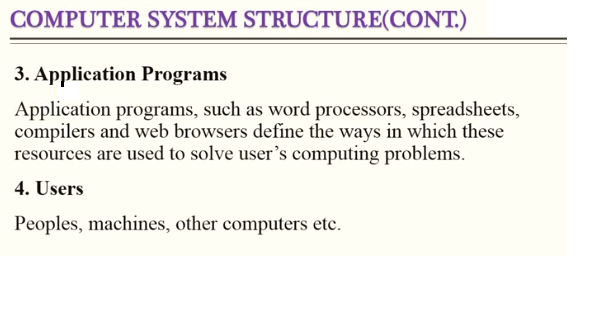 COMPUTER SYSTEM STRUCTURE(CONT.)
3. Application Programs
Application programs, such as word processors, spreadsheets,
compilers and web browsers define the ways in which these
resources are used to solve user's computing problems.
4. Users
Peoples, machines, other computers etc.